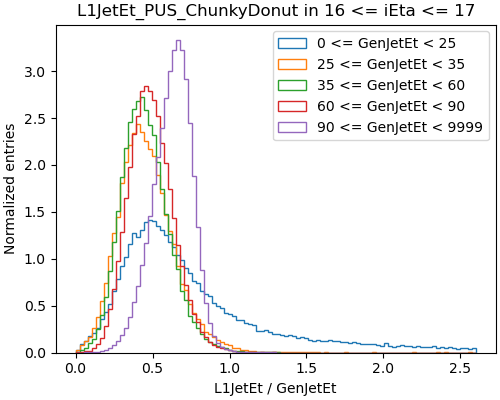 L1JetEt_PUS_ChunkyDonut in 16 <= iEta <= 17
0 <= GenJetEt < 25
25 <= GenJetEt < 35
35 <= GenJetEt < 60
60 <= GenJetEt < 90
90 <= GenJetEt < 9999
Normalized entries
3.0
2.5
2.0
1.5
1.0
0.5
0.0
0.0 0.5 1.0 1.5 2.0 2.5
L1JetEt / GenJetEt